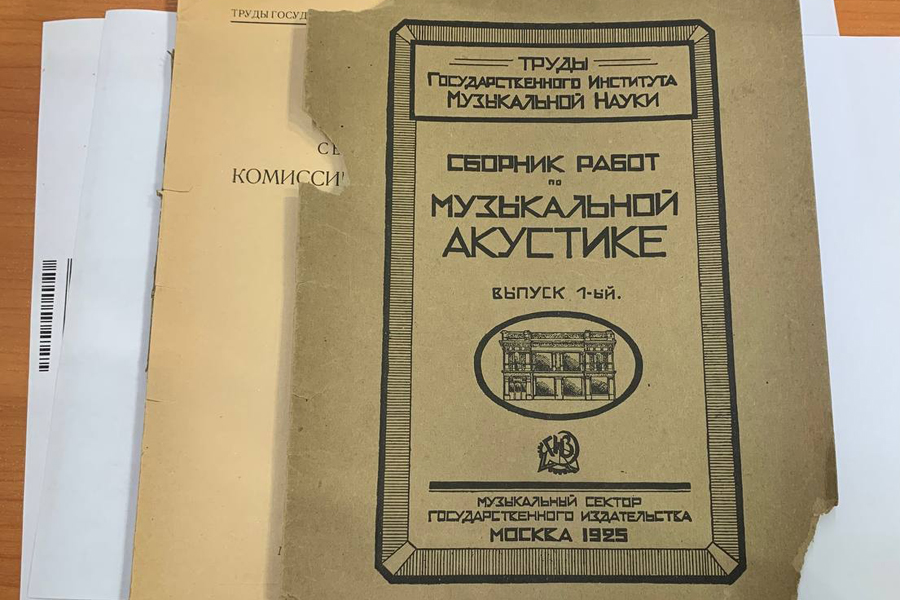 ТРУДЫ ГОСУД
КОМИССИ
ТРУДЫ
ГОСУДАРСТВЕННОГО ИНСТИТУТА
МУЗЫКАЛЬНОЙ НАУКИ
СБОРНИК РАБОТ
ПО
МУЗЫКАЛЬНОЙ
АКУСТИКЕ
ВЫПУСК 1-ЫЙ.
МУЗЫКАЛЬНЫЙ СЕКТОР
ГОСУДАРСТВЕННОГО ИЗДАТЕЛЬСТВА
МОСКВА 1925